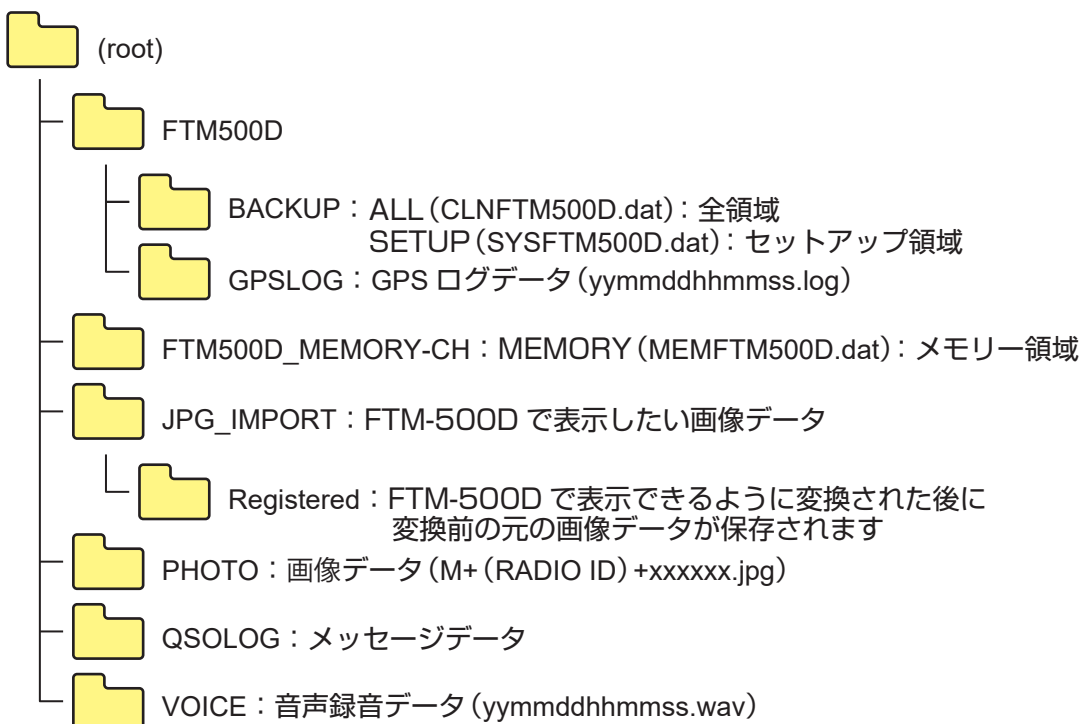 (root)
FTM500D
BACKUP：ALL（CLNFTM500D.dat）：全領域
SETUP（SYSFTM500D.dat）：セットアップ領域
GPSLOG：GPS ログデータ（yymmddhhmmss.log）
FTM500D_MEMORY-CH：MEMORY（MEMFTM500D.dat）：メモリー領域
JPG_IMPORT：FTM-500D で表示したい画像データ
Registered：FTM-500D で表示できるように変換された後に
変換前の元の画像データが保存されます
PHOTO：画像データ（M+（RADIO ID）+xxxxxx.jpg）
QSOLOG：メッセージデータ
VOICE：音声録音データ（yymmddhhmmss.wav）